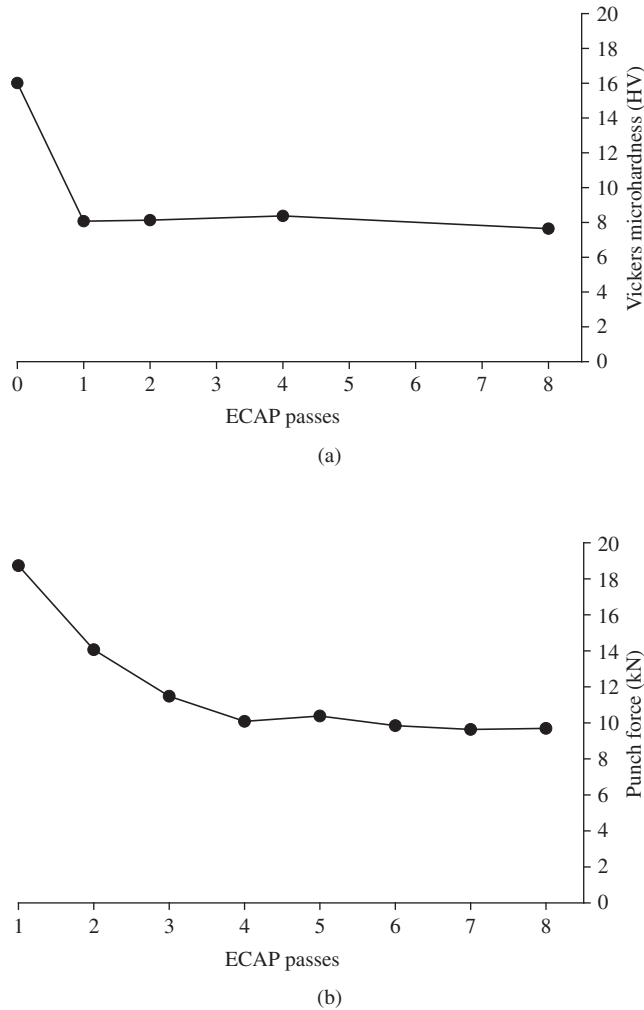 20
18
16
14
12
10
8
6
4
2
0
Vickers microhardness (HV)
0 1 2 3 4 5 6 7 8
ECAP passes
(a)
20
18
16
14
12
10
8
6
4
2
0
Punch force (kN)
1 2 3 4 5 6 7 8
ECAP passes
(b)